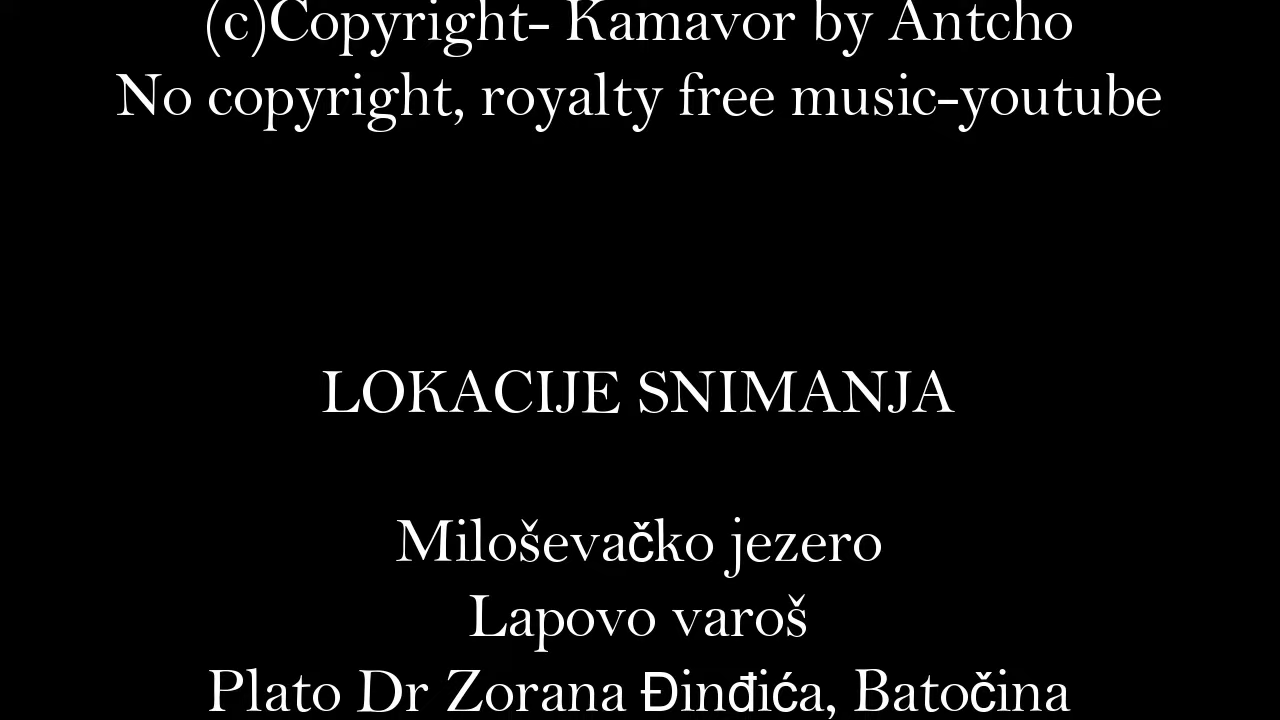 (c)Copyright- Kamavor by Antcho
No copyright, royalty free music-youtube
LOKACIJE SNIMANJA
Miloševačko jezero
Lapovo varoš
Plato Dr Zorana Đinđića, Batočina